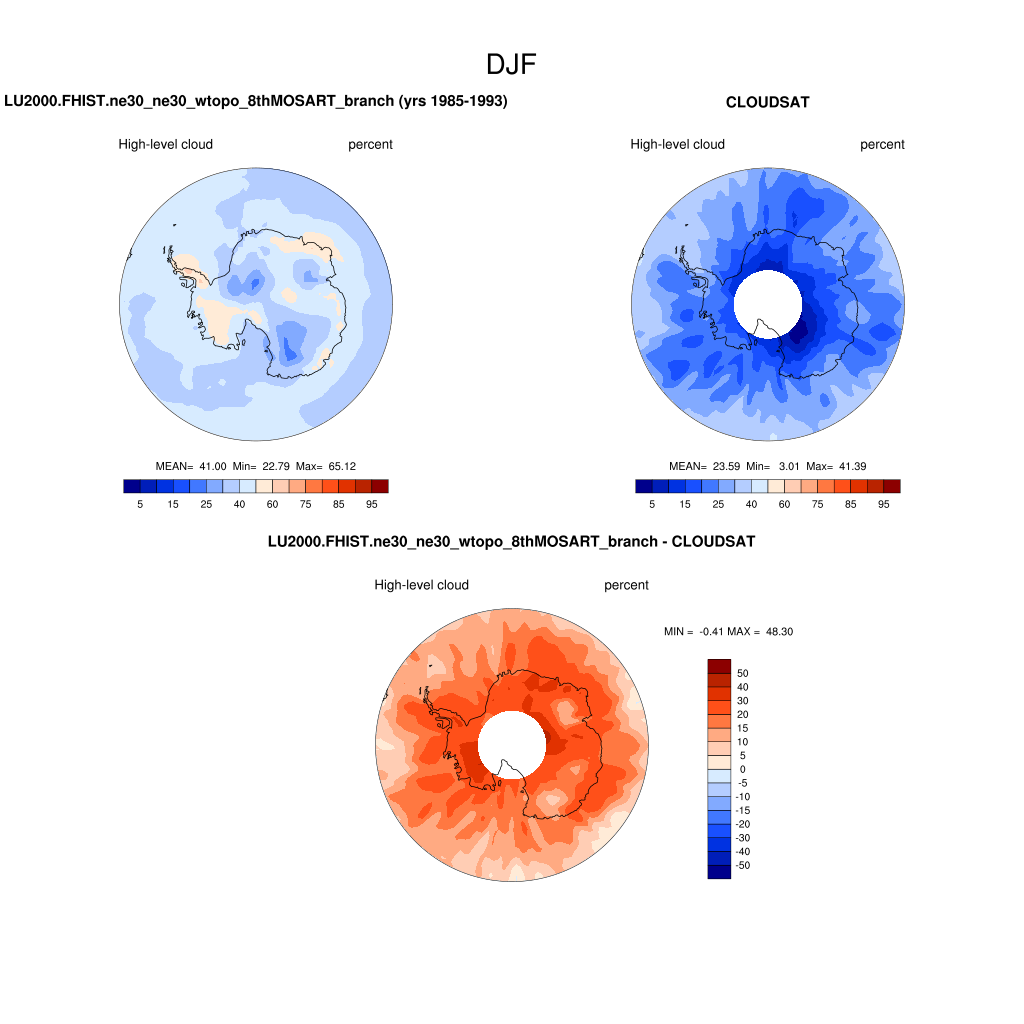 DJF
LU2000.FHIST.ne30_ne30_wtopo_8thMOSART_branch (yrs 1985-1993)
CLOUDSAT
High-level cloud percent
High-level cloud percent
MEAN= 41.00 Min= 22.79 Max= 65.12
MEAN= 23.59 Min= 3.01 Max= 41.39
5 15 25 40 60 75 85 95
5 15 25 40 60 75 85 95
LU2000.FHIST.ne30_ne30_wtopo_8thMOSART_branch - CLOUDSAT
High-level cloud percent
MIN = -0.41 MAX = 48.30
50
40
30
20
15
10
5
0
-5
-10
-15
-20
-30
-40
-50